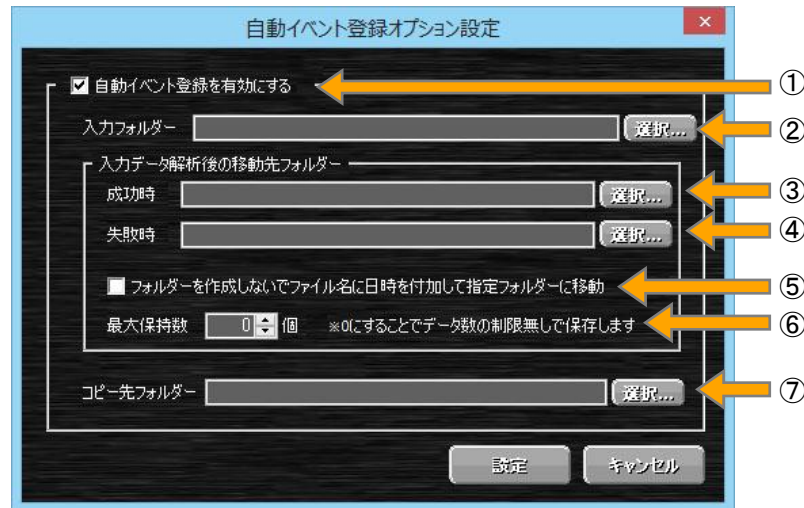 自動イベント登録オプション設定
×
自動イベント登録を有効にする
①
入力フォルダー 選択... ②
入力データ解析後の移動先フォルダー
成功時 選択... ③
失敗時 選択... ④
フォルダーを作成しないでファイル名に日時を付加して指定フォルダーに移動 ⑤
最大保持数 0 個 ※0にすることでデータ数の制限無しで保存します ⑥
コピー先フォルダー 選択... ⑦
設定 キャンセル